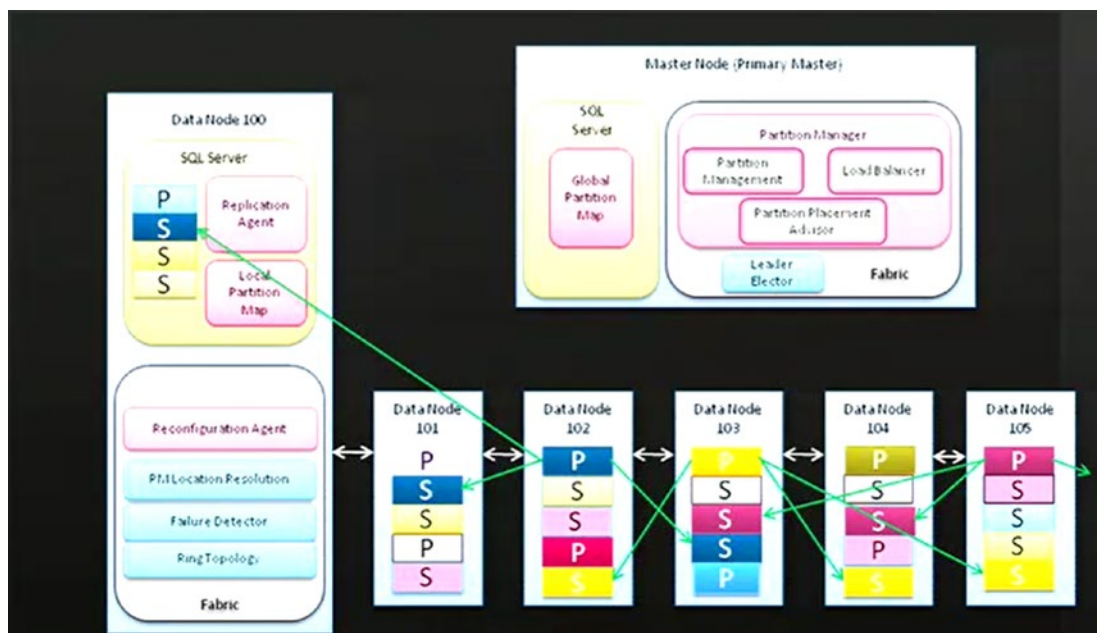 Master Node (Primary Master)
SQL
Server
Global
Partition
Map
Partition Manager
Partition
Management
Load Balancer
Partition Placement
Advisor
Leader
Elector
Fabric
Data Node 100
SQL Server
P
S
S
S
Replication
Agent
Local
Partition
Map
Reconfiguration Agent
PM Location Resolution
Failure Detector
Ring Topology
Fabric
Data Node
101
P
S
S
P
S
Data Node
102
P
S
S
P
S
Data Node
103
P
S
S
S
P
Data Node
104
P
S
S
P
S
Data Node
105
P
S
S
S
S